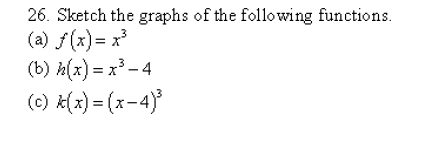 26. Sketch the graphs of the following functions.
(a) f(x) = x³
(b) h(x) = x³ – 4
(c) k(x) = (x – 4)³